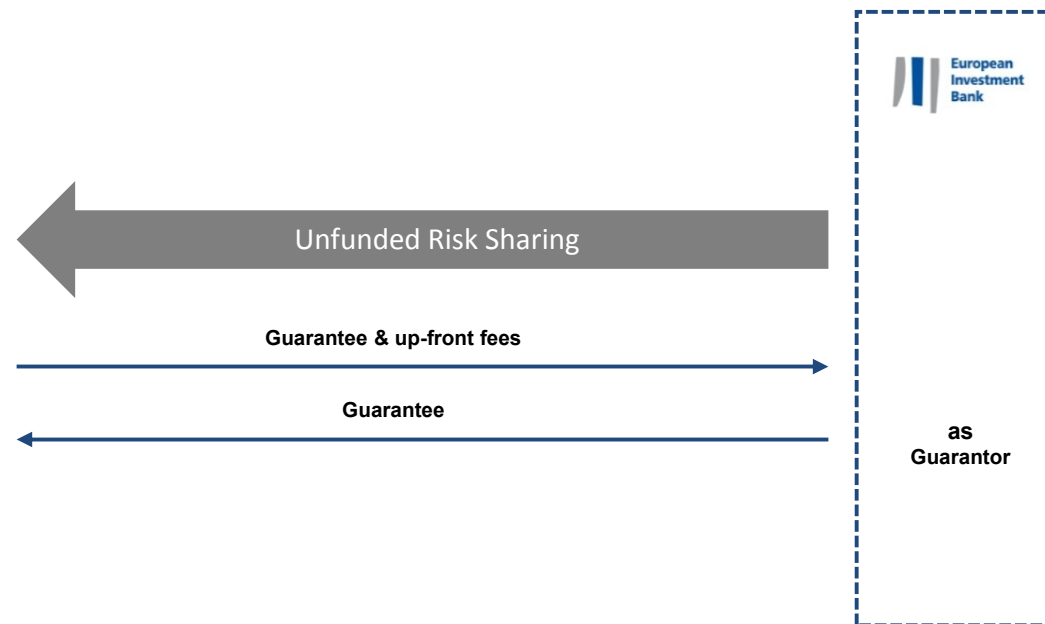 European
Investment
Bank
Unfunded Risk Sharing
Guarantee & up-front fees
Guarantee
as
Guarantor